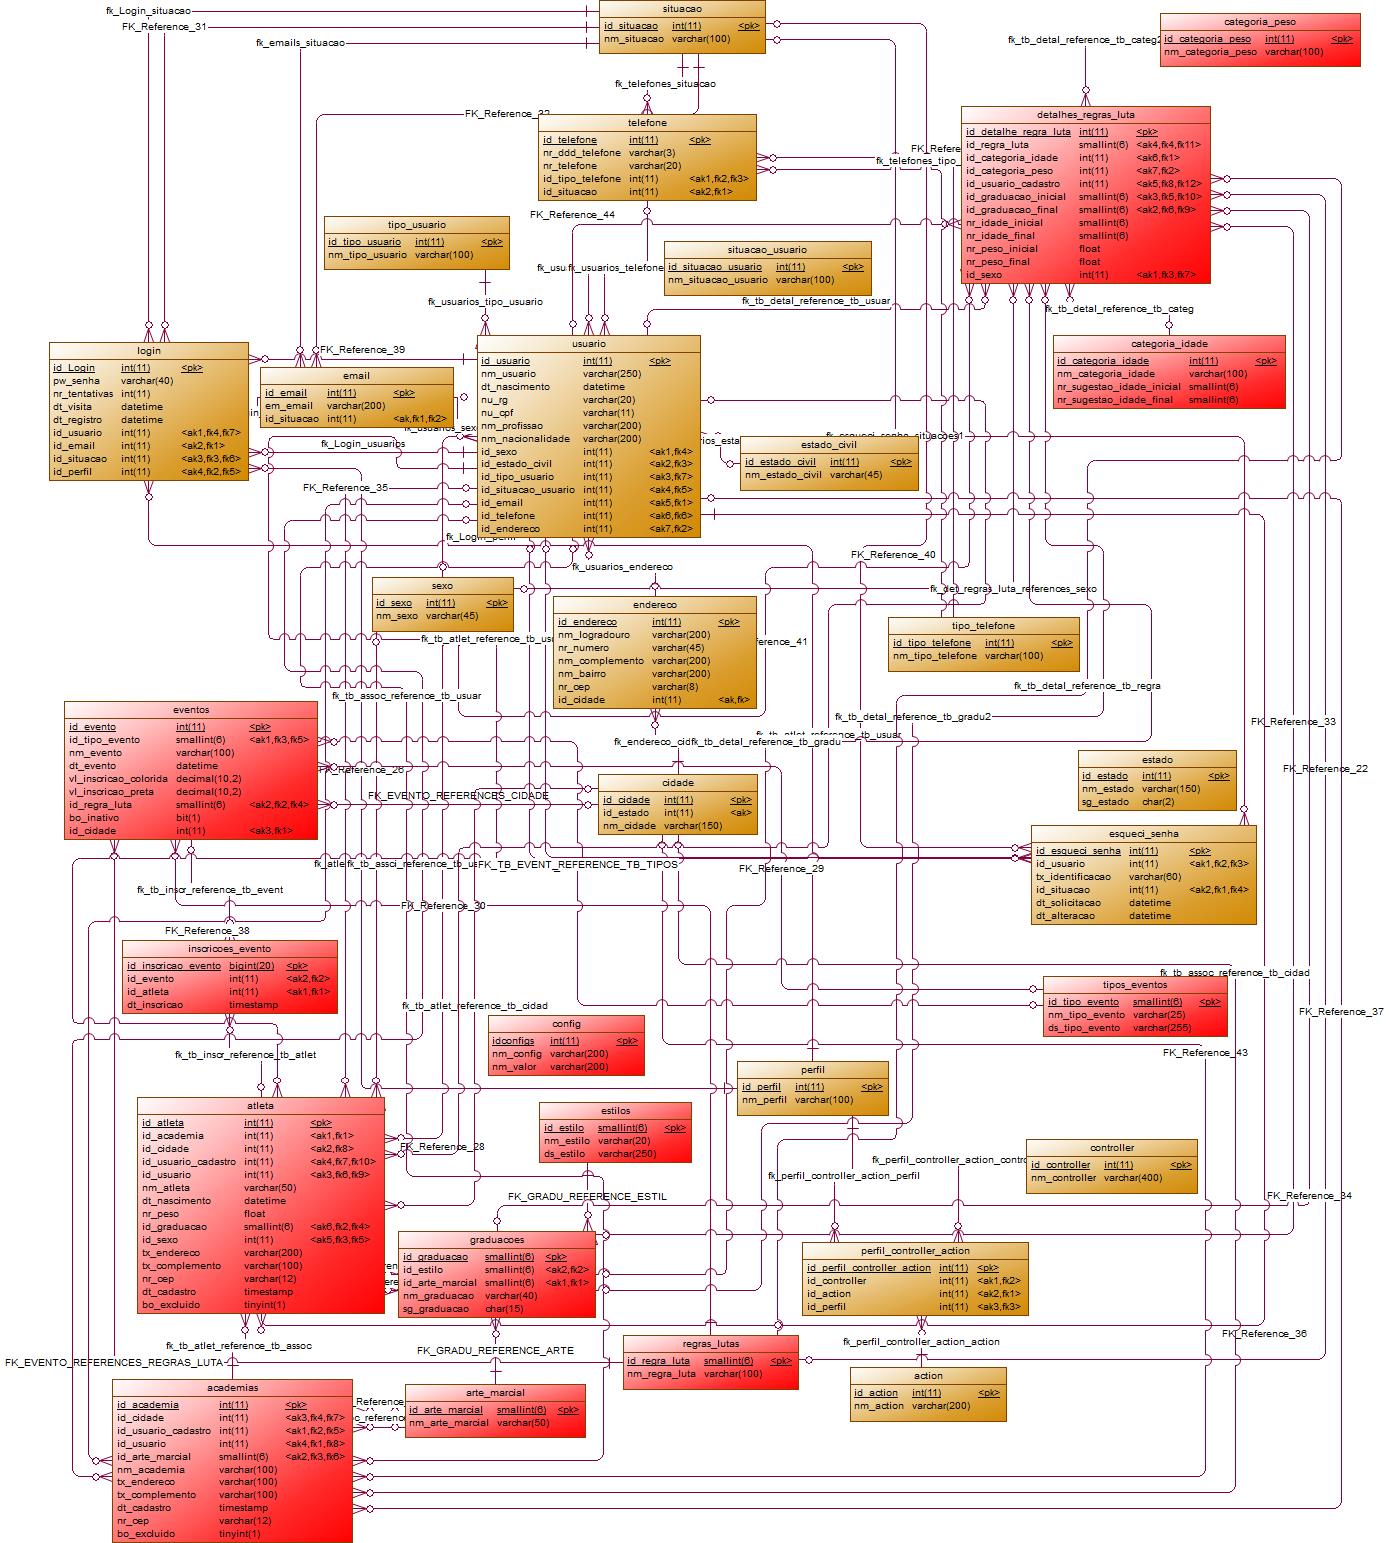 fk_Login_situacao
FK_Reference_31
fk_emails_situacao
situacao
id_situacao int(11) <pk>
nm_situacao varchar(100)
categoria_peso
id_categoria_peso int(11) <pk>
nm_categoria_peso varchar(100)
fk_tb_detal_reference_tb_categ2
fk_telefones_situacao
FK_Reference_32
telefone
id_telefone int(11) <pk>
nr_ddd_telefone varchar(3)
nr_telefone varchar(20)
id_tipo_telefone int(11) <ak2,fk2,fk3>
id_situacao int(11) <ak2,fk1>
FK_Refere
fk_telefones_tipo_
detalhes_regras_luta
id_detalhe_regra_luta int(11) <pk>
id_regra_luta smallint(6) <ak4,fk4,fk11>
id_categoria_idade int(11) <ak6,fk1>
id_categoria_peso int(11) <ak7,fk2>
id_usuario_cadastro int(11) <ak5,fk8,fk12>
id_graduacao_inicial smallint(6) <ak3,fk5,fk10>
id_graduacao_final smallint(6) <ak2,fk6,fk9>
nr_idade_inicial smallint(6)
nr_idade_final smallint(6)
nr_peso_inicial float
nr_peso_final float
id_sexo int(11) <ak1,fk3,fk7>
FK_Reference_44
tipo_usuario
id_tipo_usuario int(11) <pk>
nm_tipo_usuario varchar(100)
situacao_usuario
id_situacao_usuario int(11) <pk>
nm_situacao_usuario varchar(100)
fk_usu
fk_usuarios_telefone
fk_usuarios_tipo_usuario
fk_tb_detal_reference_tb_usuar
fk_tb_detal_reference_tb_categ
login
id_Login int(11) <pk>
pw_senha varchar(40)
nr_tentativas int(11)
dt_visita datetime
dt_registro datetime
id_usuario int(11) <ak1,fk4,fk7>
id_email int(11) <ak2,fk1>
id_situacao int(11) <ak3,fk3,fk6>
id_perfil int(11) <ak4,fk2,fk5>
FK_Reference_39
email
id_email int(11) <pk>
em_email varchar(200)
id_situacao int(11) <ak,fk1,fk2>
usuario
id_usuario int(11) <pk>
nm_usuario varchar(250)
dt_nascimento datetime
nu_rg varchar(20)
nu_cpf varchar(11)
nm_profissao varchar(200)
nm_nacionalidade varchar(200)
id_sexo int(11) <ak1,fk4>
id_estado_civil int(11) <ak2,fk3>
id_tipo_usuario int(11) <ak3,fk7>
id_situacao_usuario int(11) <ak4,fk5>
id_email int(11) <ak5,fk1>
id_telefone int(11) <ak6,fk6>
id_endereco int(11) <ak7,fk2>
categoria_idade
id_categoria_idade int(11) <pk>
nm_categoria_idade varchar(100)
nr_sugestao_idade_inicial smallint(6)
nr_sugestao_idade_final smallint(6)
fk_usuarios_sex
fk_Login_usuarios
rios_esta
fk_esqueci_senha_situacoes1
estado_civil
id_estado_civil int(11) <pk>
nm_estado_civil varchar(45)
FK_Reference_35
fk_Login_perfil
FK_Reference_40
fk_usuarios_endereco
sexo
id_sexo int(11) <pk>
nm_sexo varchar(45)
fk_det_regras_luta_references_sexo
endereco
id_endereco int(11) <pk>
nm_logradouro varchar(200)
nr_numero varchar(45)
nm_complemento varchar(200)
nm_bairro varchar(200)
nr_cep varchar(8)
id_cidade int(11) <ak,fk>
tipo_telefone
id_tipo_telefone int(11) <pk>
nm_tipo_telefone varchar(100)
fk_tb_atlet_reference_tb_usu
erence_41
fk_tb_assoc_reference_tb_usuar
fk_tb_detal_reference_tb_regra
fk_tb_detal_reference_tb_gradu2
fk_tb_atlet_reference_tb_usuar
fk_endereco_cid
fk_tb_detal_reference_tb_gradu
FK_Reference_33
FK_Reference_22
eventos
id_evento int(11) <pk>
id_tipo_evento smallint(6) <ak1,fk3,fk5>
nm_evento varchar(100)
dt_evento datetime
vl_inscricao_colorida decimal(10,2)
vl_inscricao_preta decimal(10,2)
id_regra_luta smallint(6) <ak2,fk2,fk4>
bo_inativo bit(1)
id_cidade int(11) <ak3,fk1>
FK_Reference_26
FK_EVENTO_REFERENCES_CIDADE
cidade
id_cidade int(11) <pk>
id_estado int(11) <ak>
nm_cidade varchar(150)
estado
id_estado int(11) <pk>
nm_estado varchar(150)
sg_estado char(2)
esqueci_senha
id_esqueci_senha int(11) <pk>
id_usuario int(11) <ak1,fk2,fk3>
tx_identificacao varchar(60)
id_situacao int(11) <ak2,fk1,fk4>
dt_solicitacao datetime
dt_alteracao datetime
fk_atle
fk_tb_assci_reference_tb_us
FK_TB_EVENT_REFERENCE_TB_TIPOS
FK_Reference_29
fk_tb_inscr_reference_tb_event
FK_Reference_30
FK_Reference_38
inscricoes_evento
id_inscricao_evento bigint(20) <pk>
id_evento int(11) <ak2,fk2>
id_atleta int(11) <ak1,fk1>
dt_inscricao timestamp
fk_tb_assoc_reference_tb_cidad
tipos_eventos
id_tipo_evento smallint(6) <pk>
nm_tipo_evento varchar(25)
ds_tipo_evento varchar(255)
fk_tb_atlet_reference_tb_cidad
FK_Reference_37
config
idconfigs int(11) <pk>
nm_config varchar(200)
nm_valor varchar(200)
fk_tb_inscr_reference_tb_atlet
FK_Reference_43
perfil
id_perfil int(11) <pk>
nm_perfil varchar(100)
atleta
id_atleta int(11) <pk>
id_academia int(11) <ak1,fk1>
id_cidade int(11) <ak2,fk8>
id_usuario_cadastro int(11) <ak4,fk7,fk10>
id_usuario int(11) <ak3,fk6,fk9>
nm_atleta varchar(50)
dt_nascimento datetime
nr_peso float
id_graduacao smallint(6) <ak6,fk2,fk4>
id_sexo int(11) <ak5,fk3,fk5>
tx_endereco varchar(200)
tx_complemento varchar(100)
nr_cep varchar(12)
dt_cadastro timestamp
bo_excluido tinyint(1)
estilos
id_estilo smallint(6) <pk>
nm_estilo varchar(20)
ds_estilo varchar(250)
FK_Reference_28
controller
id_controller int(11) <pk>
nm_controller varchar(400)
fk_perfil_controller_action_contro
fk_perfil_controller_action_perfil
FK_GRADU_REFERENCE_ESTIL
FK_Reference_34
graduacoes
id_graduacao smallint(6) <pk>
id_estilo smallint(6) <ak2,fk2>
id_arte_marcial smallint(6) <ak1,fk1>
nm_graduacao varchar(40)
sg_graduacao char(15)
perfil_controller_action
id_perfil_controller_action int(11) <pk>
id_controller int(11) <ak1,fk2>
id_action int(11) <ak2,fk1>
id_perfil int(11) <ak3,fk3>
FK_Reference_36
fk_tb_atlet_reference_tb_assoc
FK_GRADU_REFERENCE_ARTE
FK_EVENTO_REFERENCES_REGRAS_LUTA
regras_lutas
id_regra_luta smallint(6) <pk>
nm_regra_luta varchar(100)
fk_perfil_controller_action_action
action
id_action int(11) <pk>
nm_action varchar(200)
academias
id_academia int(11) <pk>
id_cidade int(11) <ak3,fk4,fk7>
id_usuario_cadastro int(11) <ak1,fk2,fk5>
id_usuario int(11) <ak4,fk1,fk8>
id_arte_marcial smallint(6) <ak2,fk3,fk6>
nm_academia varchar(100)
tx_endereco varchar(100)
tx_complemento varchar(100)
dt_cadastro timestamp
nr_cep varchar(12)
bo_excluido tinyint(1)
_Reference_
c_referenc
arte_marcial
id_arte_marcial smallint(6) <pk>
nm_arte_marcial varchar(50)